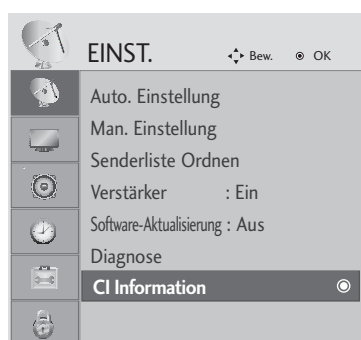 EINST. Bew. OK
Auto. Einstellung
Man. Einstellung
Senderliste Ordnen
Verstärker : Ein
Software-Aktualisierung : Aus
Diagnose
CI Information